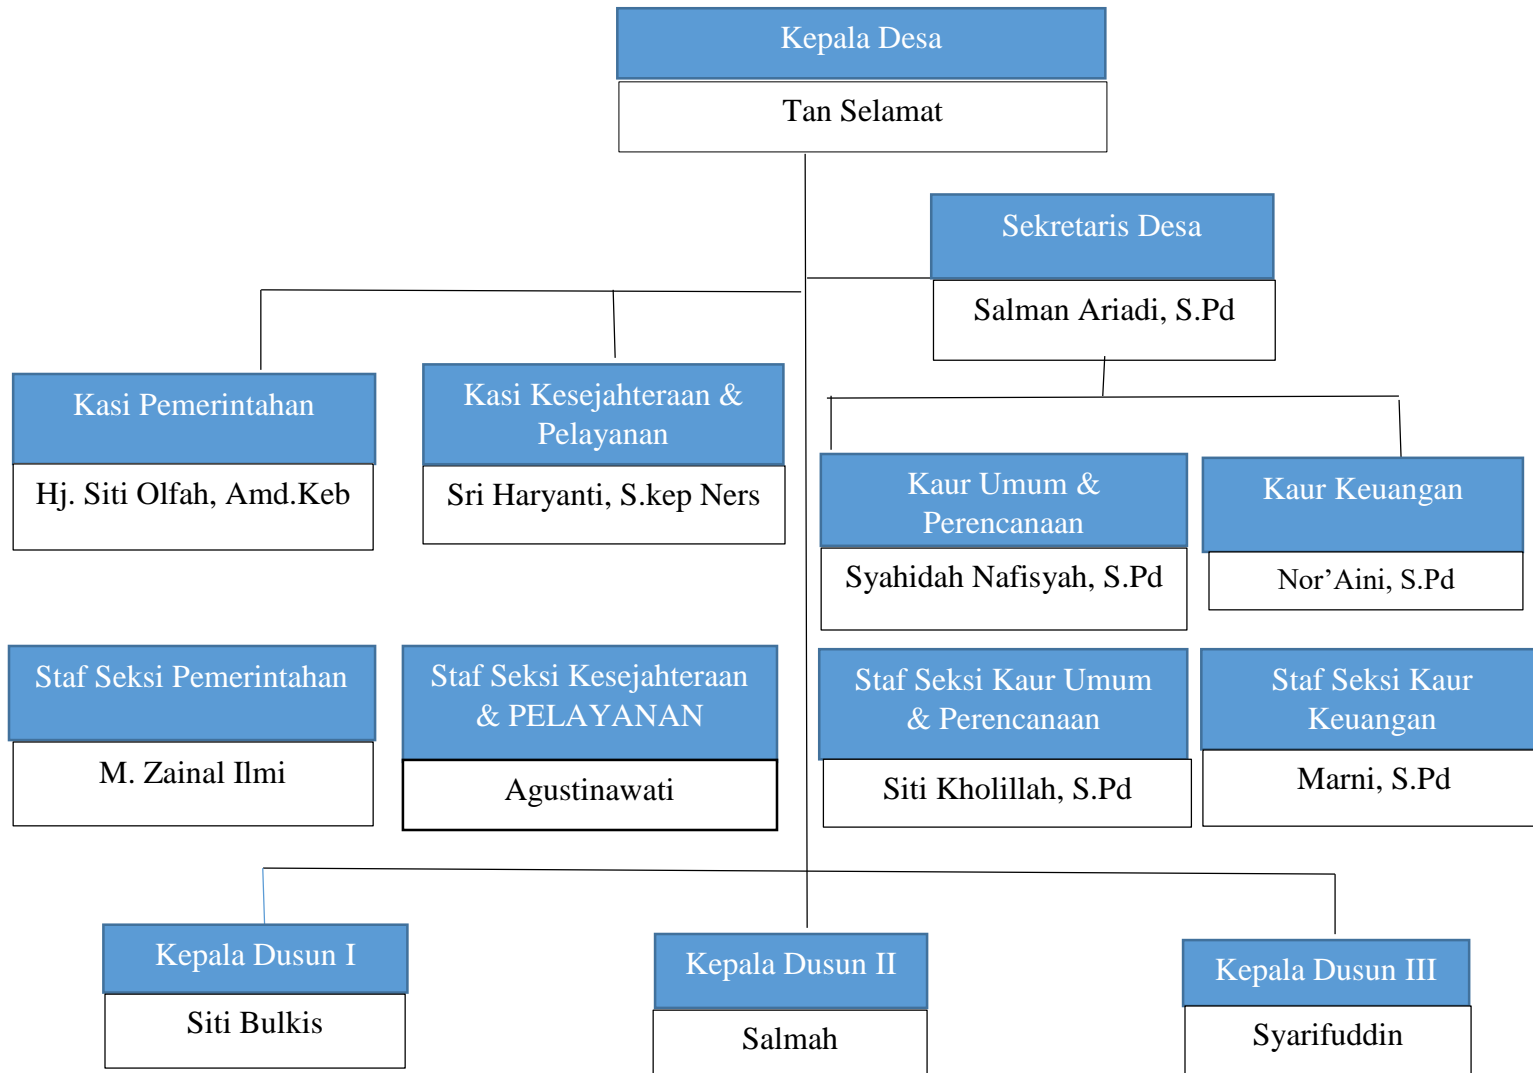 Kepala Desa
Tan Selamat
Sekretaris Desa
Salman Ariadi, S.Pd
Kasi Pemerintahan
Hj. Siti Olfah, Amd.Keb
Kasi Kesejahteraan &
Pelayanan
Sri Haryanti, S.kep Ners
Kaur Umum &
Perencanaan
Syahidah Nafisyah, S.Pd
Kaur Keuangan
Nor’Aini, S.Pd
Staf Seksi Pemerintahan
M. Zainal Ilmi
Staf Seksi Kesejahteraan
& PELAYANAN
Agustinawati
Staf Seksi Kaur Umum
& Perencanaan
Siti Kholillah, S.Pd
Staf Seksi Kaur
Keuangan
Marni, S.Pd
Kepala Dusun I
Siti Bulkis
Kepala Dusun II
Salmah
Kepala Dusun III
Syarifuddin